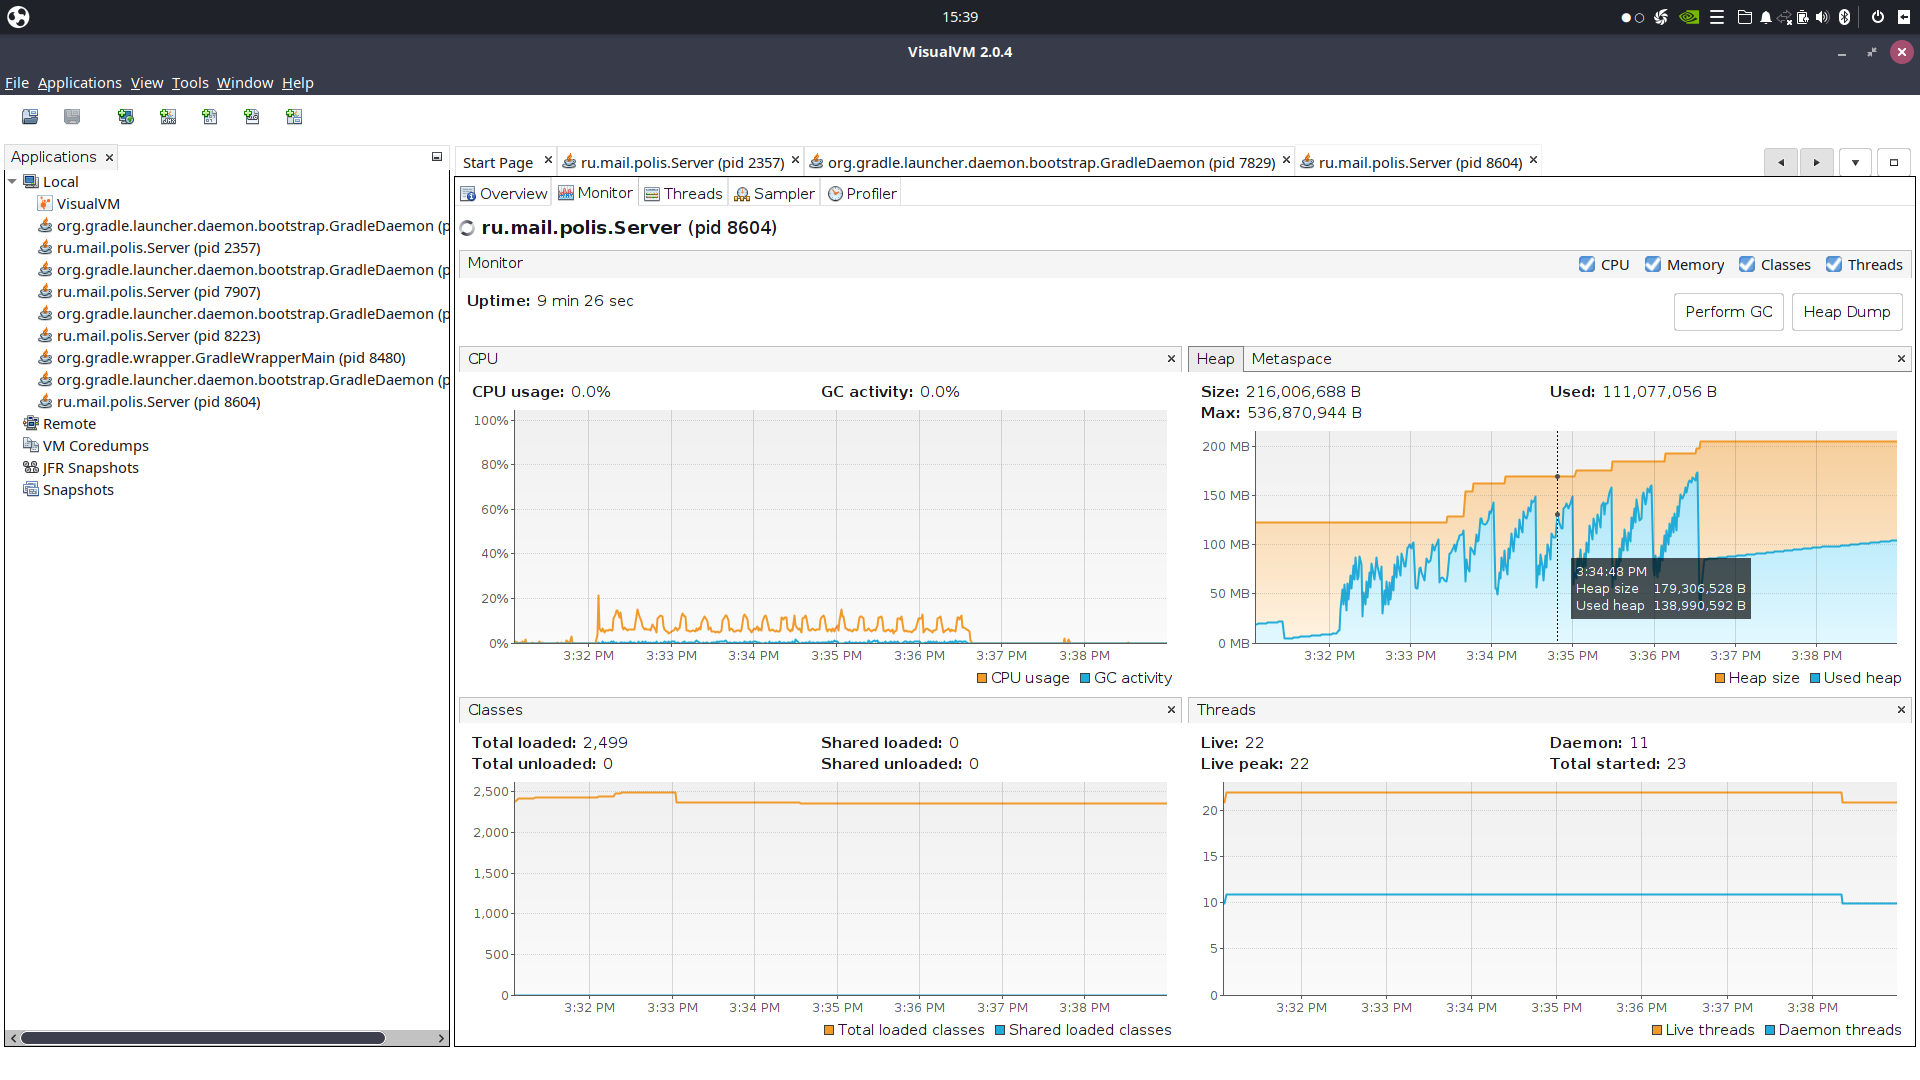 15:39
VisualVM 2.0.4
File Applications View Tools Window Help
Applications
Local
VisualVM
org.gradle.launcher.daemon.bootstrap.GradleDaemon (p
ru.mail.polis.Server (pid 2357)
org.gradle.launcher.daemon.bootstrap.GradleDaemon (p
ru.mail.polis.Server (pid 7907)
org.gradle.launcher.daemon.bootstrap.GradleDaemon (p
ru.mail.polis.Server (pid 8223)
org.gradle.wrapper.GradleWrapperMain (pid 8480)
org.gradle.launcher.daemon.bootstrap.GradleDaemon (p
ru.mail.polis.Server (pid 8604)
Remote
VM Coredumps
JFR Snapshots
Snapshots
Start Page ru.mail.polis.Server (pid 2357) org.gradle.launcher.daemon.bootstrap.GradleDaemon (pid 7829) ru.mail.polis.Server (pid 8604)
Overview Monitor Threads Sampler Profiler
ru.mail.polis.Server (pid 8604)
Monitor CPU Memory Classes Threads
Uptime: 9 min 26 sec
Perform GC Heap Dump
CPU
CPU usage: 0.0% GC activity: 0.0%
100%
80%
60%
40%
20%
0%
3:32 PM 3:33 PM 3:34 PM 3:35 PM 3:36 PM 3:37 PM 3:38 PM
CPU usage GC activity
Heap Metaspace
Size: 216,006,688 B Used: 111,077,056 B
Max: 536,870,944 B
200 MB
150 MB
100 MB
50 MB
0 MB
3:34:48 PM
Heap size 179,306,528 B
Used heap 138,990,592 B
3:32 PM 3:33 PM 3:34 PM 3:35 PM 3:36 PM 3:37 PM 3:38 PM
Heap size Used heap
Classes
Total loaded: 2,499 Shared loaded: 0
Total unloaded: 0 Shared unloaded: 0
2,500
2,000
1,500
1,000
500
0
3:32 PM 3:33 PM 3:34 PM 3:35 PM 3:36 PM 3:37 PM 3:38 PM
Total loaded classes Shared loaded classes
Threads
Live: 22 Daemon: 11
Live peak: 22 Total started: 23
20
15
10
5
0
3:32 PM 3:33 PM 3:34 PM 3:35 PM 3:36 PM 3:37 PM 3:38 PM
Live threads Daemon threads